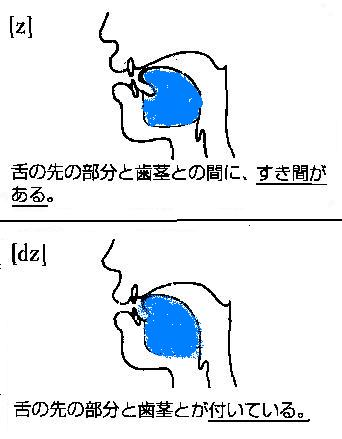 [z]
舌の先の部分と歯茎との間に、すき間が
ある。
[dz]
舌の先の部分と歯茎とが付いている。